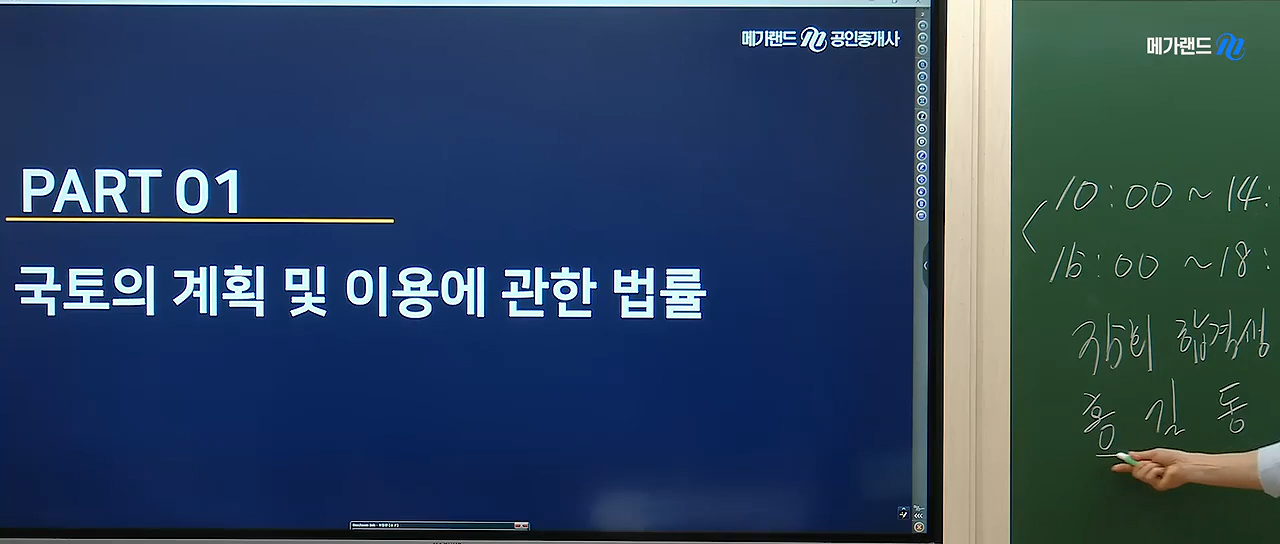 메가랜드 공인중개사
PART 01
국토의 계획 및 이용에 관한 법률
메가랜드
10:00 ~ 14:
16:00 ~ 18:
35회 합격생
홍길동